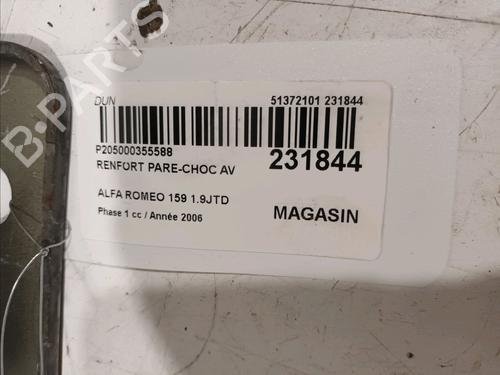 DUN 51372101 231844
P205000355588
RENFORT PARE-CHOC AV 231844
ALFA ROMEO 159 1.9JTD
Phase 1 cc / Année 2006 MAGASIN
B-PARTS